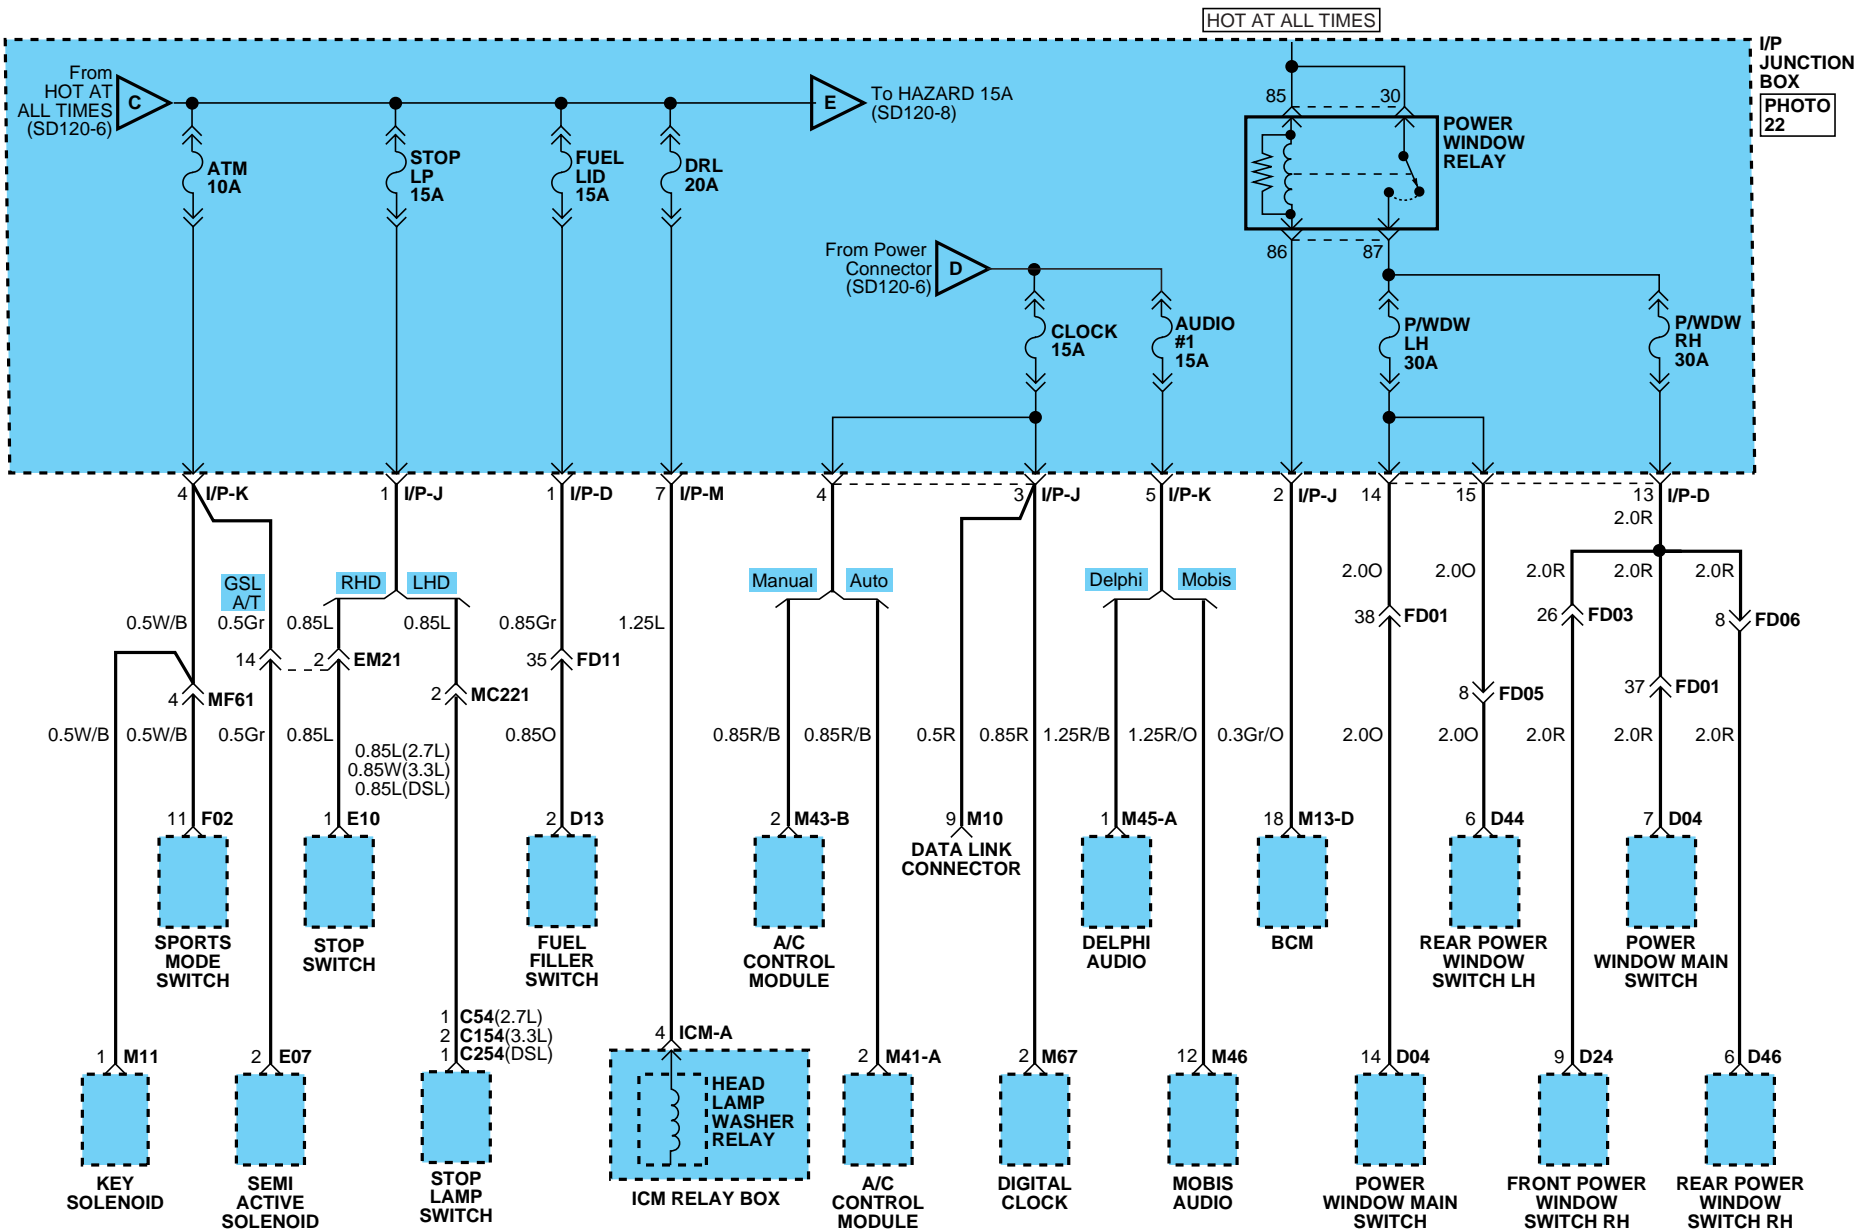 HOT AT ALL TIMES
I/P
JUNCTION
BOX
PHOTO
22
From
HOT AT
ALL TIMES
(SD120-6)
C
E
To HAZARD 15A
(SD120-8)
85
30
POWER
WINDOW
RELAY
86
87
ATM
10A
STOP
LP
15A
FUEL
LID
15A
DRL
20A
From Power
Connector
(SD120-6)
D
CLOCK
15A
AUDIO
#1
15A
P/WDW
LH
30A
P/WDW
RH
30A
4 I/P-K
1 I/P-J
1 I/P-D
7 I/P-M
4
3 I/P-J
5 I/P-K
2 I/P-J
14
15
13 I/P-D
2.0R
GSL
A/T
RHD
LHD
Manual
Auto
Delphi
Mobis
2.0O
2.0O
2.0R
2.0R
2.0R
0.5W/B
0.5Gr
0.85L
0.85L
0.85Gr
1.25L
38 FD01
26 FD03
8 FD06
14
2 EM21
35 FD11
4 MF61
2 MC221
8 FD05
37 FD01
0.5W/B
0.5W/B
0.5Gr
0.85L
0.85L(2.7L)
0.85W(3.3L)
0.85L(DSL)
0.85O
0.85R/B
0.85R/B
0.5R
0.85R
1.25R/B
1.25R/O
0.3Gr/O
2.0O
2.0O
2.0R
2.0R
2.0R
11 F02
1 E10
2 D13
2 M43-B
9 M10
1 M45-A
18 M13-D
6 D44
7 D04
DATA LINK
CONNECTOR
SPORTS
MODE
SWITCH
STOP
SWITCH
FUEL
FILLER
SWITCH
A/C
CONTROL
MODULE
DELPHI
AUDIO
BCM
REAR POWER
WINDOW
SWITCH LH
POWER
WINDOW MAIN
SWITCH
1 C54(2.7L)
2 C154(3.3L)
1 C254(DSL)
1 M11
2 E07
4 ICM-A
2 M41-A
2 M67
12 M46
14 D04
9 D24
6 D46
HEAD
LAMP
WASHER
RELAY
KEY
SOLENOID
SEMI
ACTIVE
SOLENOID
STOP
LAMP
SWITCH
ICM RELAY BOX
A/C
CONTROL
MODULE
DIGITAL
CLOCK
MOBIS
AUDIO
POWER
WINDOW MAIN
SWITCH
FRONT POWER
WINDOW
SWITCH RH
REAR POWER
WINDOW
SWITCH RH